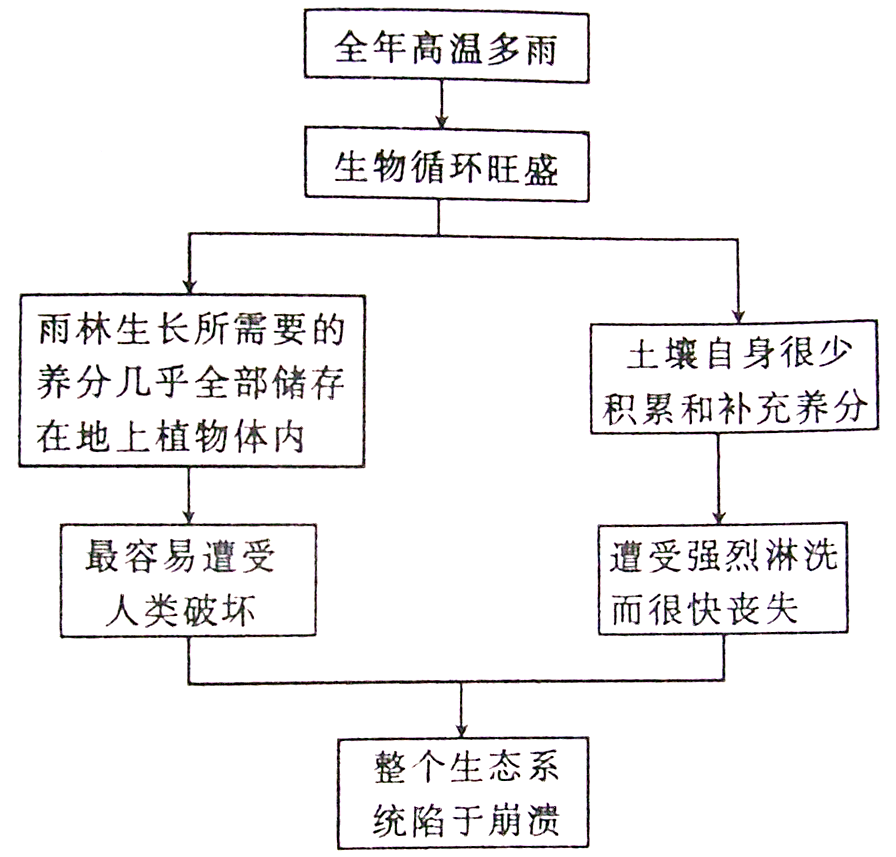 全年高温多雨
生物循环旺盛
雨林生长所需要的
养分几乎全部储存
在地上植物体内
土壤自身很少
积累和补充养分
最容易遭受
人类破坏
遭受强烈淋洗
而很快丧失
整个生态系
统陷于崩溃